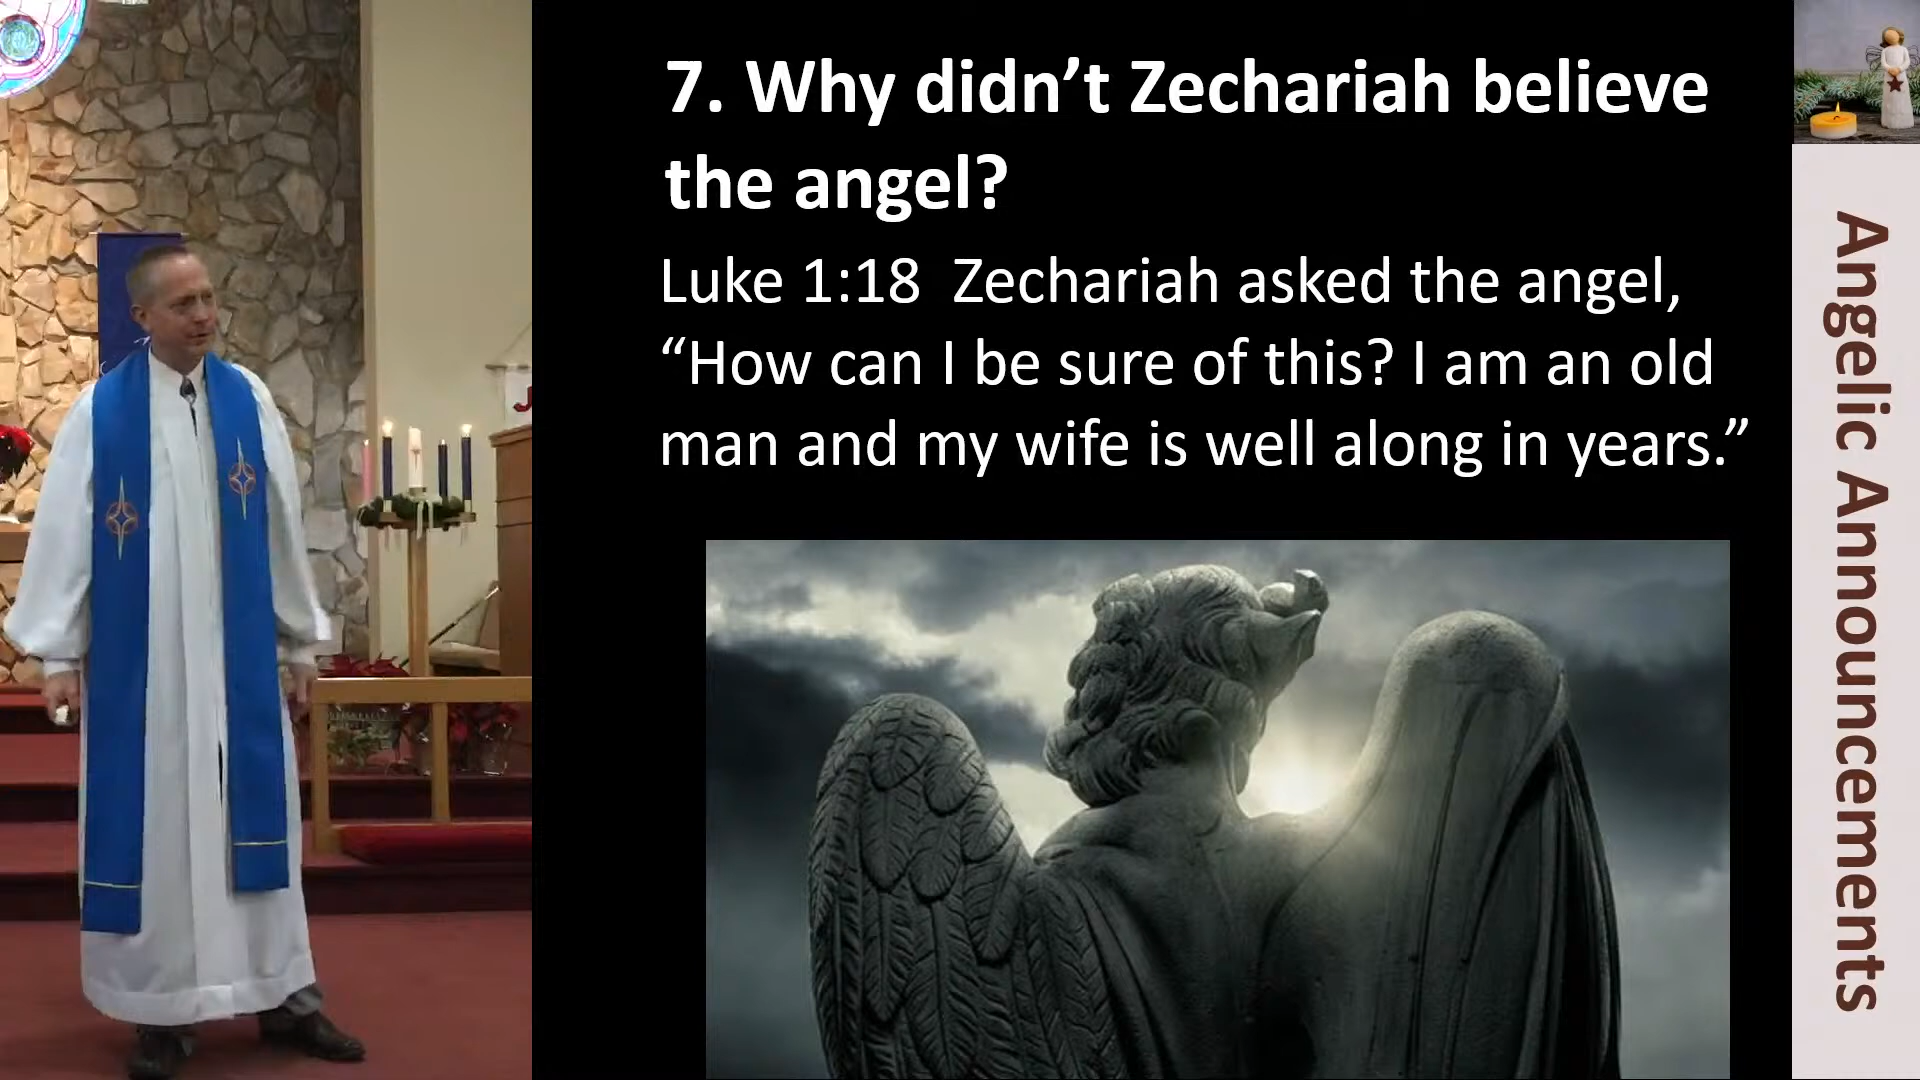 7. Why didn’t Zechariah believe
the angel?
Luke 1:18  Zechariah asked the angel,
“How can I be sure of this? I am an old
man and my wife is well along in years.”
Angelic Announcements